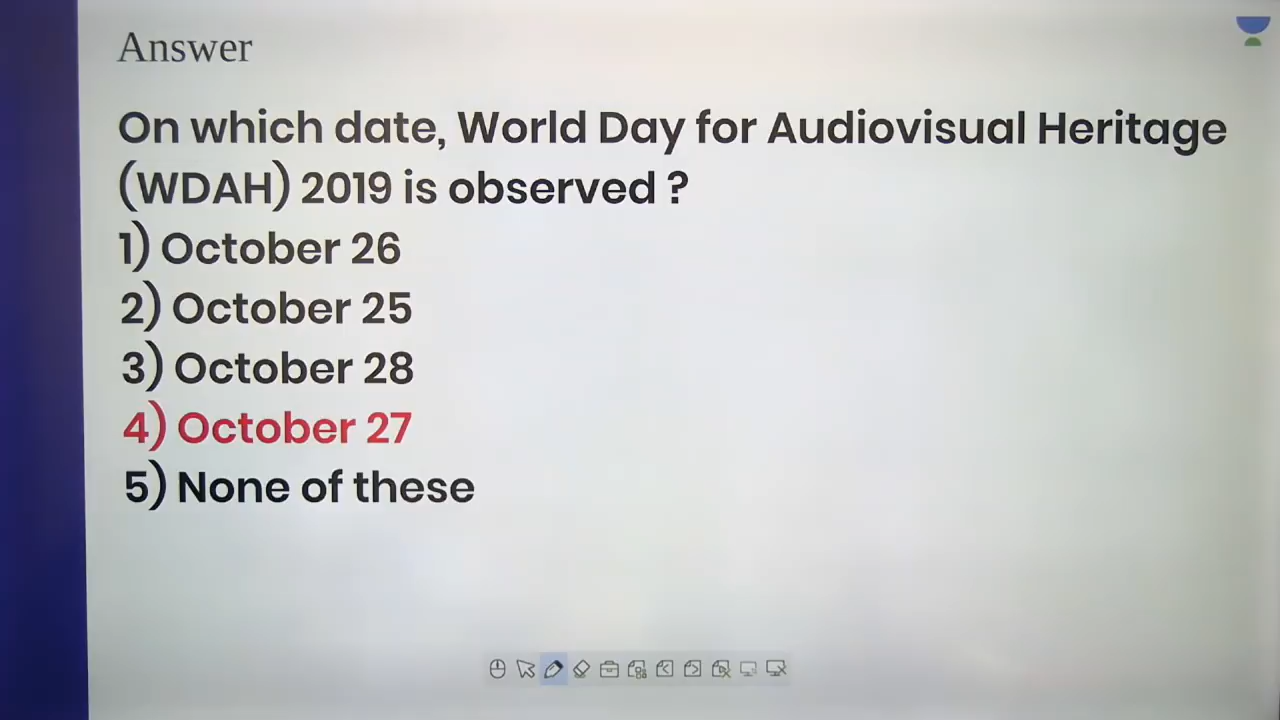 Answer
On which date, World Day for Audiovisual Heritage
(WDAH) 2019 is observed ?
1) October 26
2) October 25
3) October 28
4) October 27
5) None of these